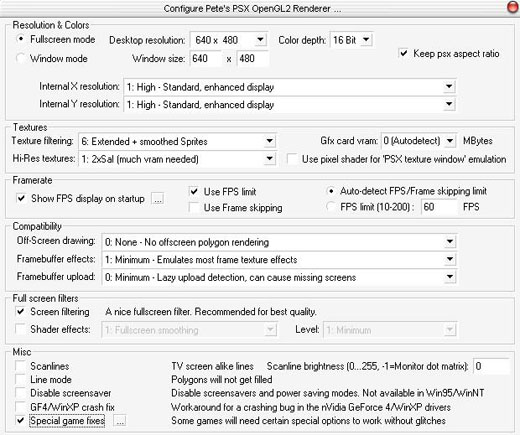 Configure Pete's PSX OpenGL2 Renderer ...
Resolution & Colors
Fullscreen mode Desktop resolution: 640 x 480 Color depth: 16 Bit
Keep psx aspect ratio
Window mode Window size: 640 x 480
Internal X resolution: 1: High - Standard, enhanced display
Internal Y resolution: 1: High - Standard, enhanced display
Textures
Texture filtering: 6: Extended + smoothed Sprites Gfx card vram: 0 (Autodetect) MBytes
Hi-Res textures: 1: 2xSaI (much vram needed) Use pixel shader for 'PSX texture window' emulation
Framerate
Show FPS display on startup ... Use FPS limit Auto-detect FPS/Frame skipping limit
Use Frame skipping FPS limit (10-200) : 60 FPS
Compatibility
Off-Screen drawing: 0: None - No offscreen polygon rendering
Framebuffer effects: 1: Minimum - Emulates most frame texture effects
Framebuffer upload: 0: Minimum - Lazy upload detection, can cause missing screens
Full screen filters
Screen filtering A nice fullscreen filter. Recommended for best quality.
Shader effects: 1: Fullscreen smoothing Level: 1: Minimum
Misc
Scanlines TV screen alike lines Scanline brightness (0...255, -1=Monitor dot matrix): 0
Line mode Polygons will not get filled
Disable screensaver Disable screensavers and power saving modes. Not available in Win95/WinNT
GF4/WinXP crash fix Workaround for a crashing bug in the nVidia GeForce 4/WinXP drivers
Special game fixes ... Some games will need certain special options to work without glitches